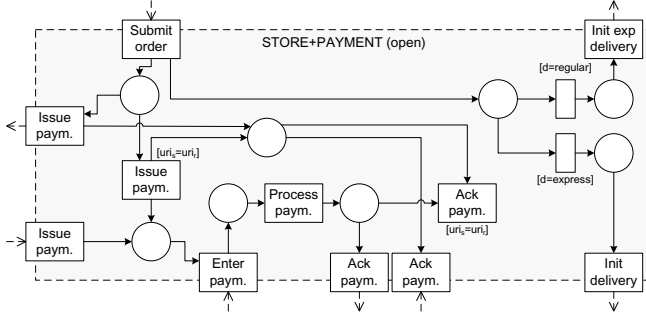 Submit
order
STORE+PAYMENT (open)
Init exp
delivery
[d=regular]
Issue
paym.
[uriₛ=uriᵣ]
Issue
paym.
[d=express]
Process
paym.
Ack
paym.
[uriₛ=uriᵣ]
Issue
paym.
Enter
paym.
Ack
paym.
Ack
paym.
Init
delivery